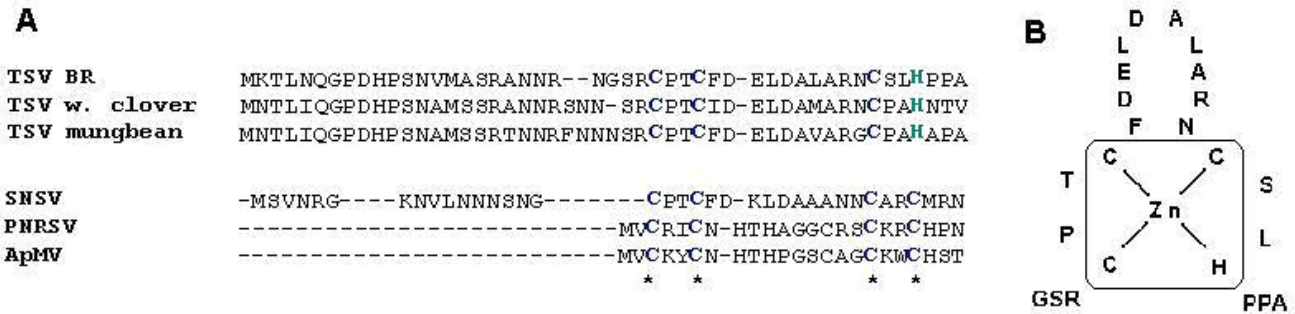 A
TSV BR MKTLNQGPDHPSNVMASRANNR--NGSRCPTCFD-ELDALARNCSLHPPA
TSV w. clover MNTLIQGPDHPSNAMSSRANNRSNN-SRCPTCID-ELDAMARNCPAHNTV
TSV mungbean MNTLIQGPDHPSNAMSSRTNNRFNNNSRCPTCFD-ELDAVARGCPAHAPA
SNSV -MSVNRG----KNVLNNNSNG-------CPTCFD-KLDAAANNCARCMRN
PNRSV ---------------------------MVCRICN-HTHAGGCRSCKRCHPN
ApMV ---------------------------MVCKYCN-HTHPGSCAGCKWCHST
* * * *
B
D A
L L
E A
D R
F N
C C
T S
Zn
P L
C H
GSR PPA